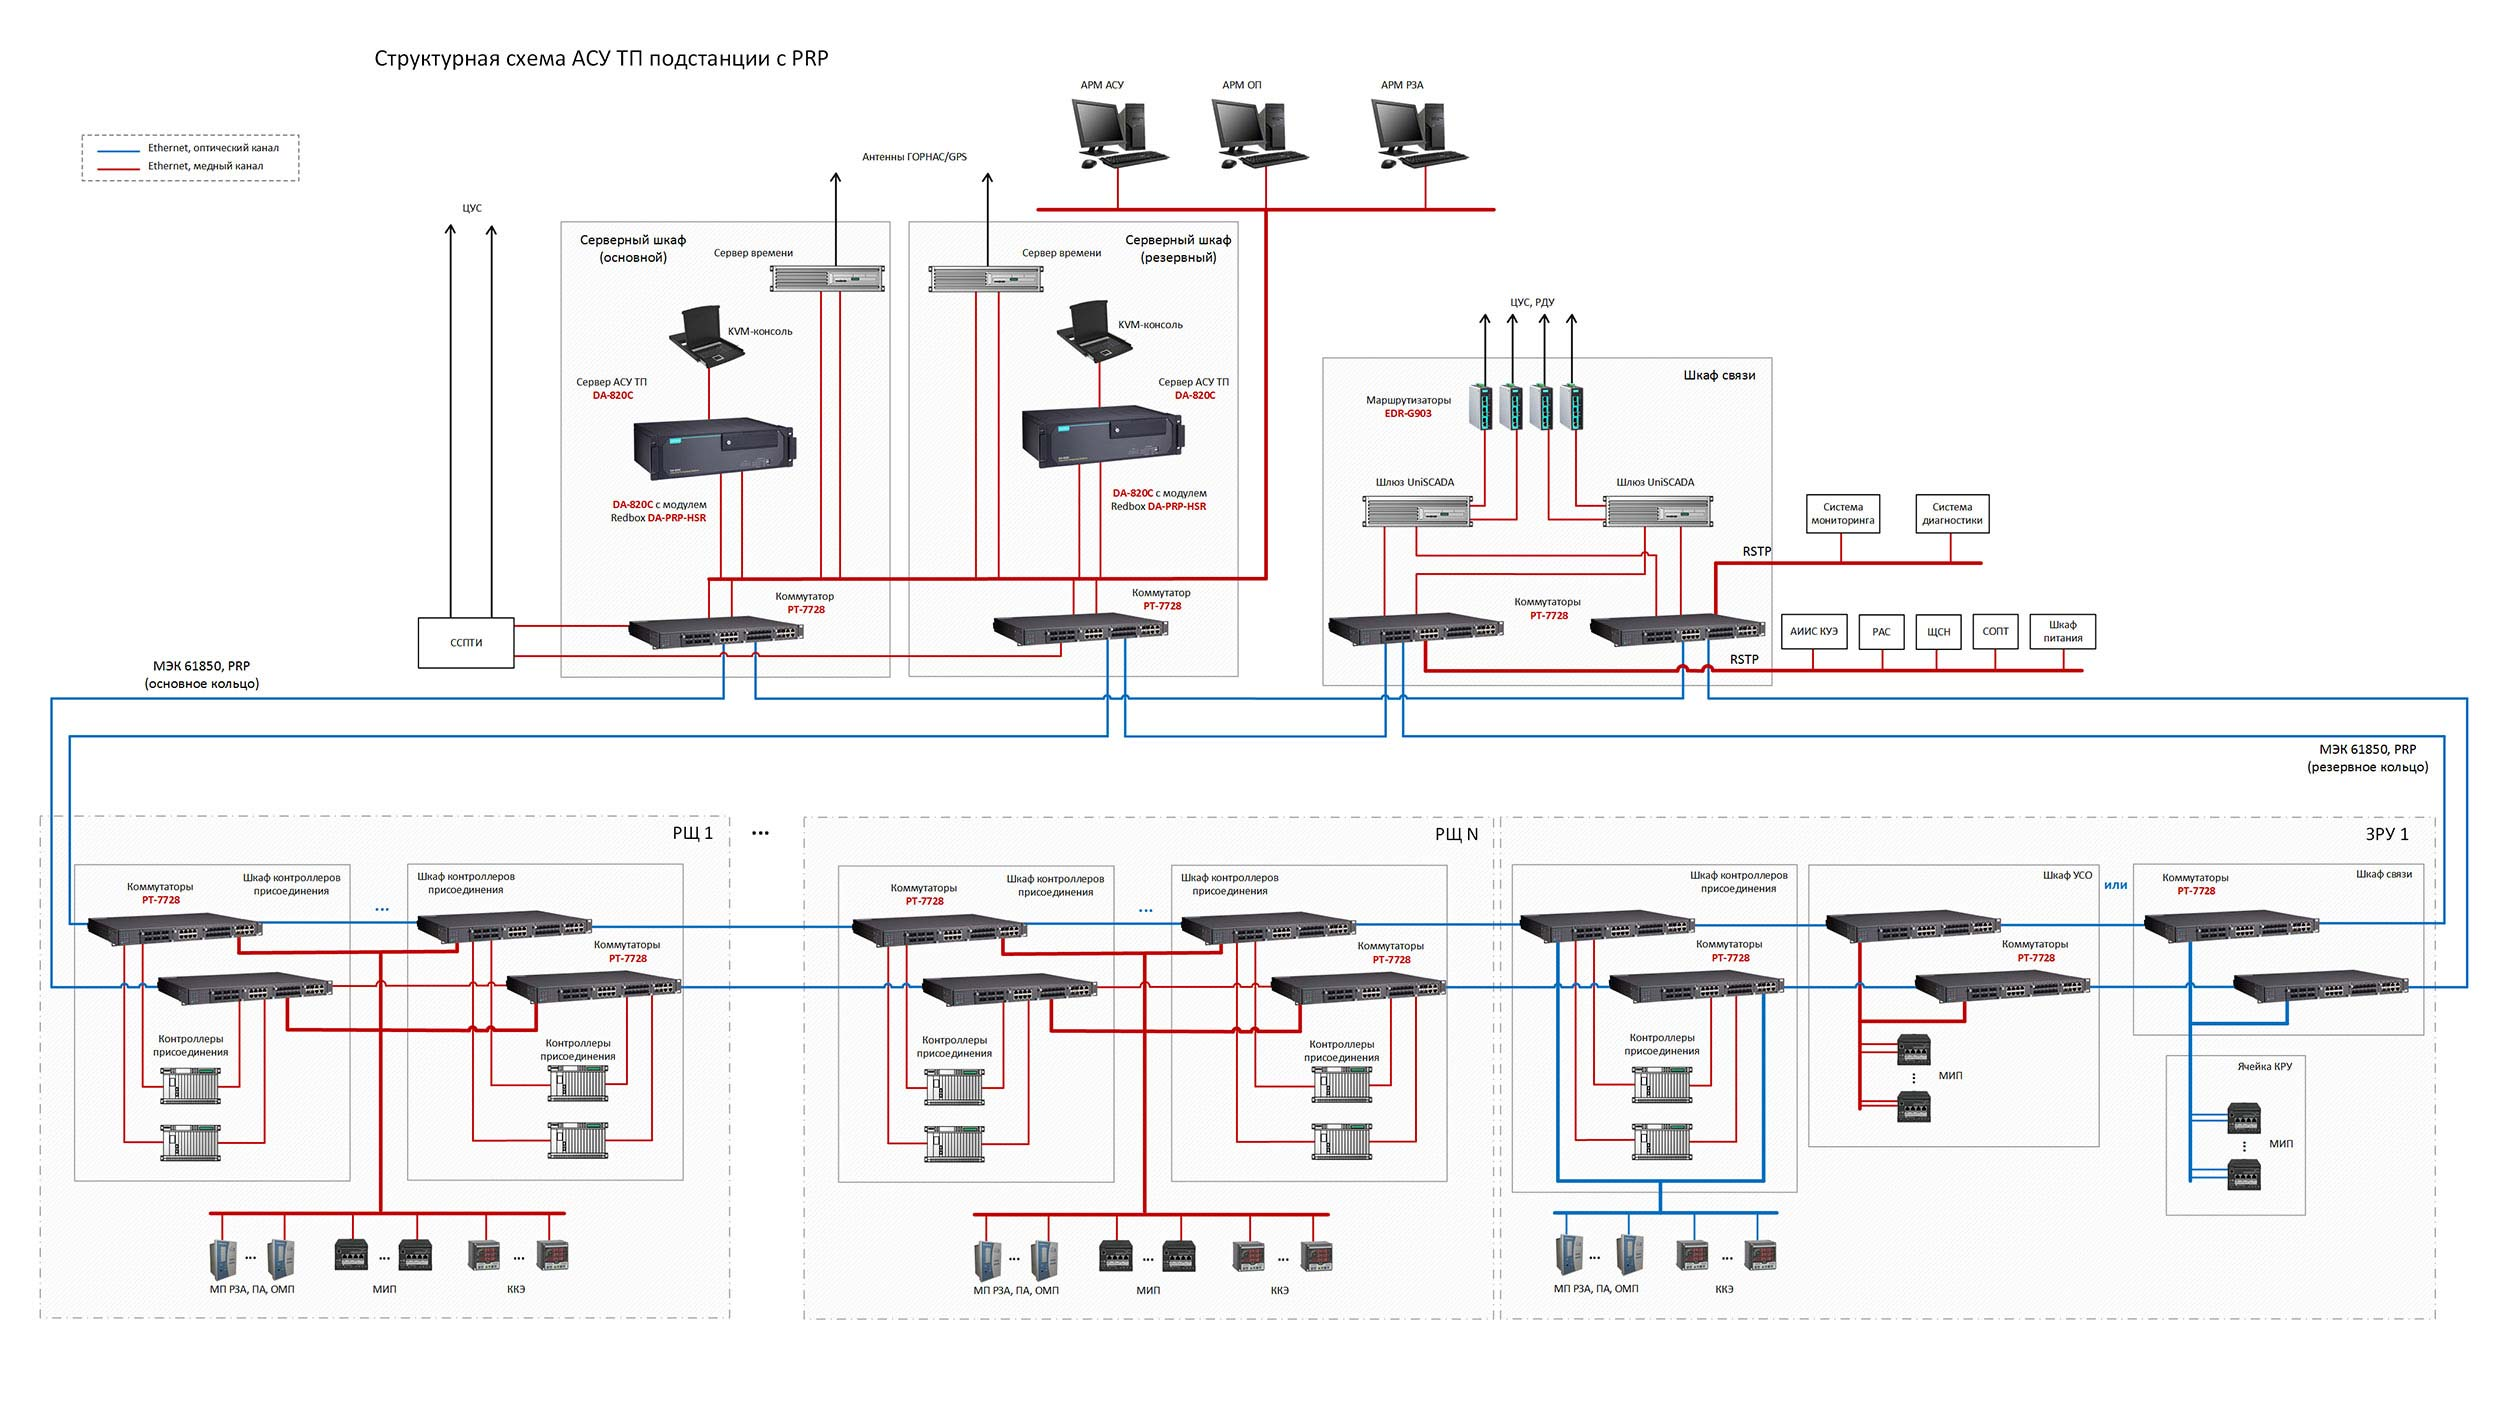 Структурная схема АСУ ТП подстанции с PRP
Ethernet, оптический канал
Ethernet, медный канал
АРМ АСУ
АРМ ОП
АРМ РЗА
Антенны ГОРНАС/GPS
ЦУС
Серверный шкаф
(основной)
Сервер времени
KVM-консоль
Сервер АСУ ТП
DA-820C
DA-820C с модулем
Redbox DA-PRP-HSR
Коммутатор
PT-7728
Серверный шкаф
(резервный)
Сервер времени
KVM-консоль
Сервер АСУ ТП
DA-820C
DA-820C с модулем
Redbox DA-PRP-HSR
Коммутатор
PT-7728
ЦУС, РДУ
Шкаф связи
Маршрутизаторы
EDR-G903
Шлюз UniSCADA
Шлюз UniSCADA
Коммутаторы
PT-7728
RSTP
Система
мониторинга
Система
диагностики
RSTP
АИИС КУЭ
РАС
ЩСН
СОПТ
Шкаф
питания
ССПТИ
МЭК 61850, PRP
(основное кольцо)
МЭК 61850, PRP
(резервное кольцо)
РЩ 1
...
Коммутаторы
PT-7728
Шкаф контроллеров
присоединения
...
Шкаф контроллеров
присоединения
Коммутаторы
PT-7728
Контроллеры
присоединения
Контроллеры
присоединения
... ... ...
МП РЗА, ПА, ОМП
МИП
ККЭ
РЩ N
Коммутаторы
PT-7728
Шкаф контроллеров
присоединения
...
Шкаф контроллеров
присоединения
Коммутаторы
PT-7728
Контроллеры
присоединения
Контроллеры
присоединения
... ... ...
МП РЗА, ПА, ОМП
МИП
ККЭ
ЗРУ 1
Шкаф контроллеров
присоединения
Коммутаторы
PT-7728
Контроллеры
присоединения
... ...
МП РЗА, ПА, ОМП
ККЭ
Шкаф УСО
Коммутаторы
PT-7728
...
МИП
или
Коммутаторы
PT-7728
Шкаф связи
Ячейка КРУ
...
МИП